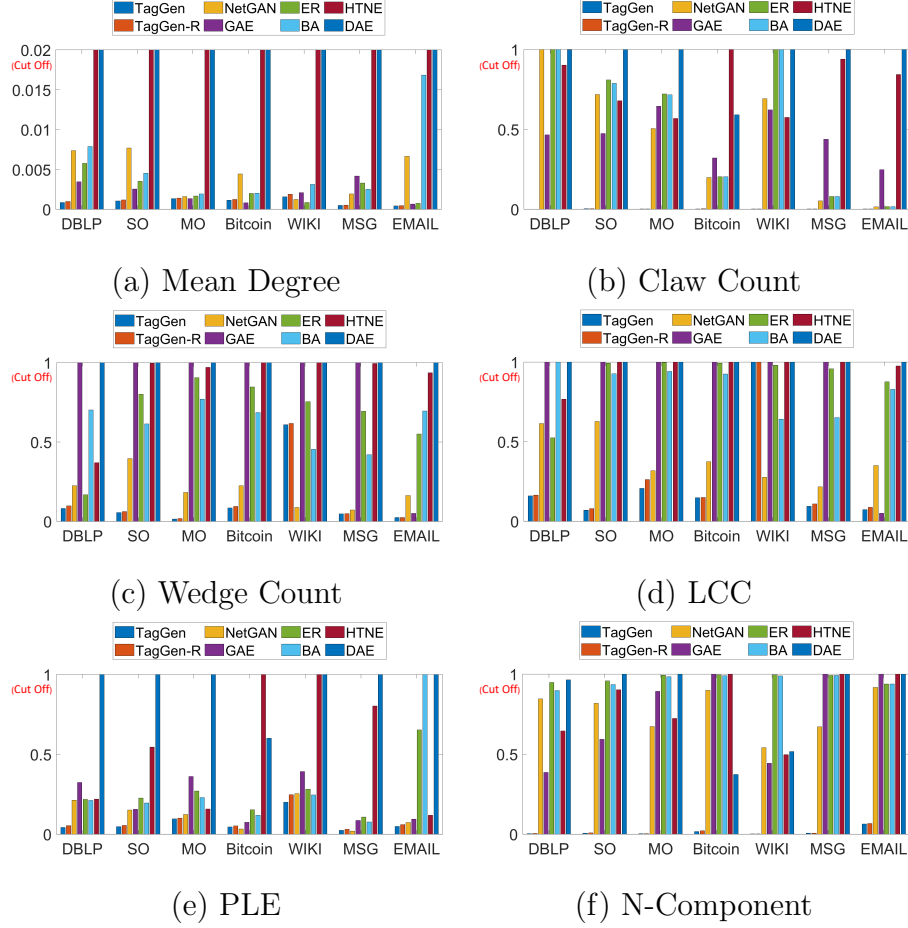 TagGen NetGAN ER HTNE
TagGen-R GAE BA DAE
0.02
(Cut Off)
0.015
0.01
0.005
0
DBLP SO MO Bitcoin WIKI MSG EMAIL
(a) Mean Degree
TagGen NetGAN ER HTNE
TagGen-R GAE BA DAE
1
(Cut Off)
0.5
0
DBLP SO MO Bitcoin WIKI MSG EMAIL
(b) Claw Count
TagGen NetGAN ER HTNE
TagGen-R GAE BA DAE
1
(Cut Off)
0.5
0
DBLP SO MO Bitcoin WIKI MSG EMAIL
(c) Wedge Count
TagGen NetGAN ER HTNE
TagGen-R GAE BA DAE
1
(Cut Off)
0.5
0
DBLP SO MO Bitcoin WIKI MSG EMAIL
(d) LCC
TagGen NetGAN ER HTNE
TagGen-R GAE BA DAE
1
(Cut Off)
0.5
0
DBLP SO MO Bitcoin WIKI MSG EMAIL
(e) PLE
TagGen NetGAN ER HTNE
TagGen-R GAE BA DAE
1
(Cut Off)
0.5
0
DBLP SO MO Bitcoin WIKI MSG EMAIL
(f) N-Component